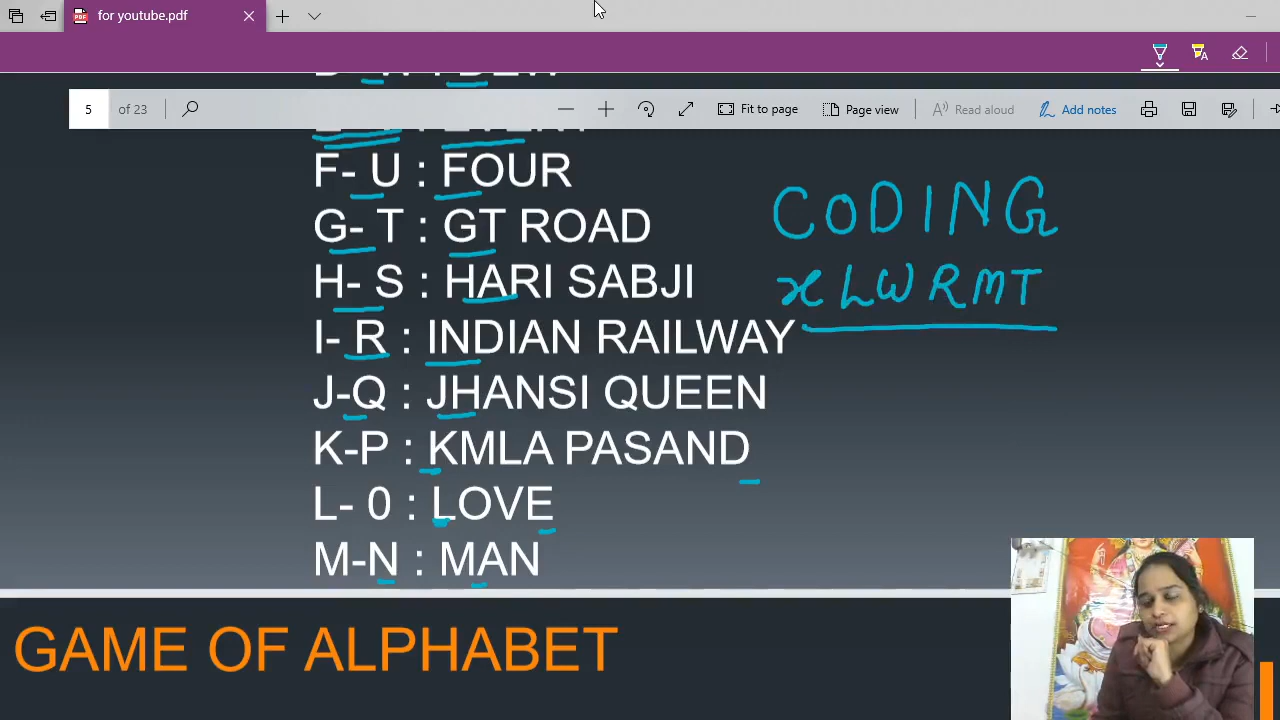 for youtube.pdf
5 of 23
Fit to page
Page view
Read aloud
Add notes
F- U : FOUR
G- T : GT ROAD
H- S : HARI SABJI
I- R : INDIAN RAILWAY
J-Q : JHANSI QUEEN
K-P : KMLA PASAND
L- 0 : LOVE
M-N : MAN
CODING
xLWRMT
GAME OF ALPHABET